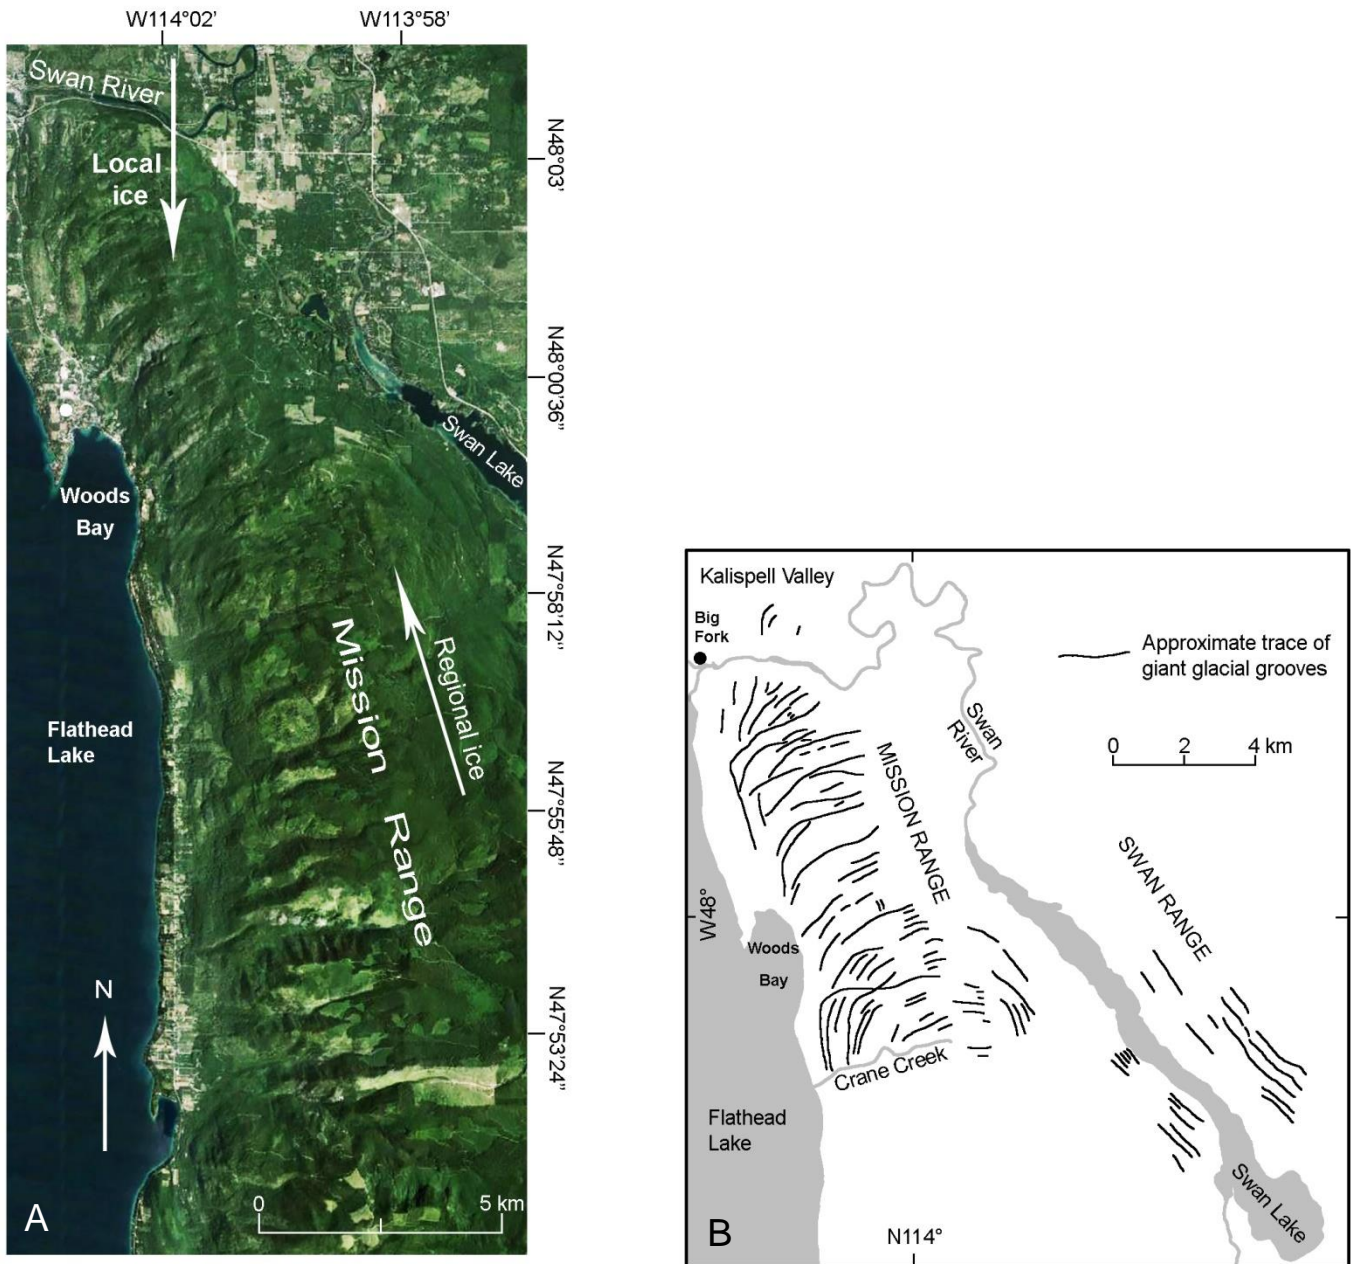 W114°02'
W113°58'
Swan River
Local
ice
N48°03'
N48°00'36"
Swan Lake
Woods
Bay
N47°58'12"
Mission
Range
Regional ice
Flathead
Lake
N47°55'48"
N
N47°53'24"
0
5 km
A
Kalispell Valley
Big
Fork
Approximate trace of
giant glacial grooves
Swan
River
0 2 4 km
MISSION RANGE
SWAN RANGE
W48°
Woods
Bay
Crane Creek
Flathead
Lake
Swan Lake
N114°
B